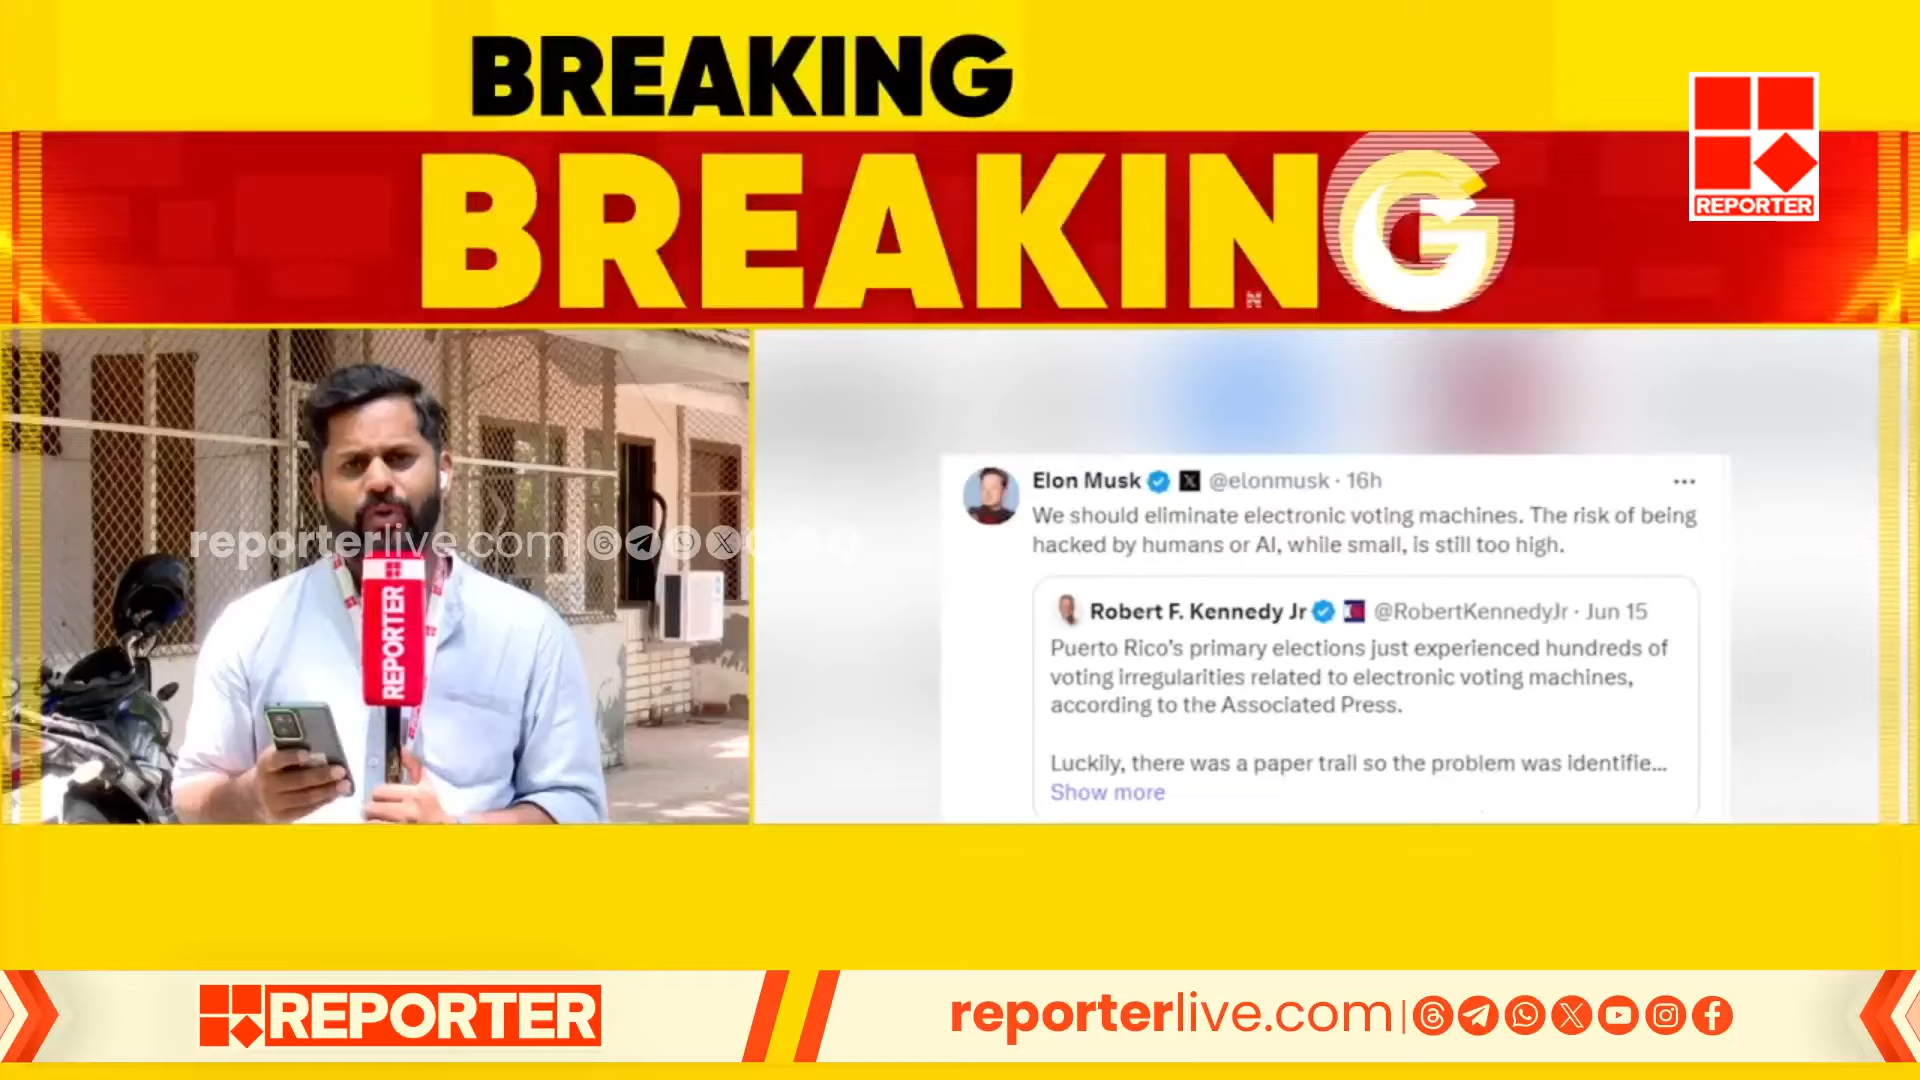 BREAKING
BREAKING
REPORTER
reporterlive.com
REPORTER
Elon Musk @elonmusk · 16h
We should eliminate electronic voting machines. The risk of being
hacked by humans or AI, while small, is still too high.
Robert F. Kennedy Jr @RobertKennedyJr · Jun 15
Puerto Rico's primary elections just experienced hundreds of
voting irregularities related to electronic voting machines,
according to the Associated Press.
Luckily, there was a paper trail so the problem was identifie...
Show more
REPORTER
reporterlive.com